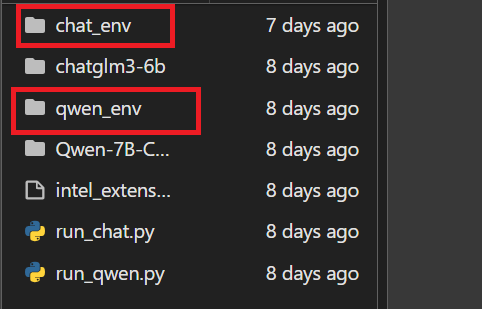 chat_env 7 days ago
chatglm3-6b 8 days ago
qwen_env 8 days ago
Qwen-7B-C... 8 days ago
intel_extens... 8 days ago
run_chat.py 8 days ago
run_qwen.py 8 days ago